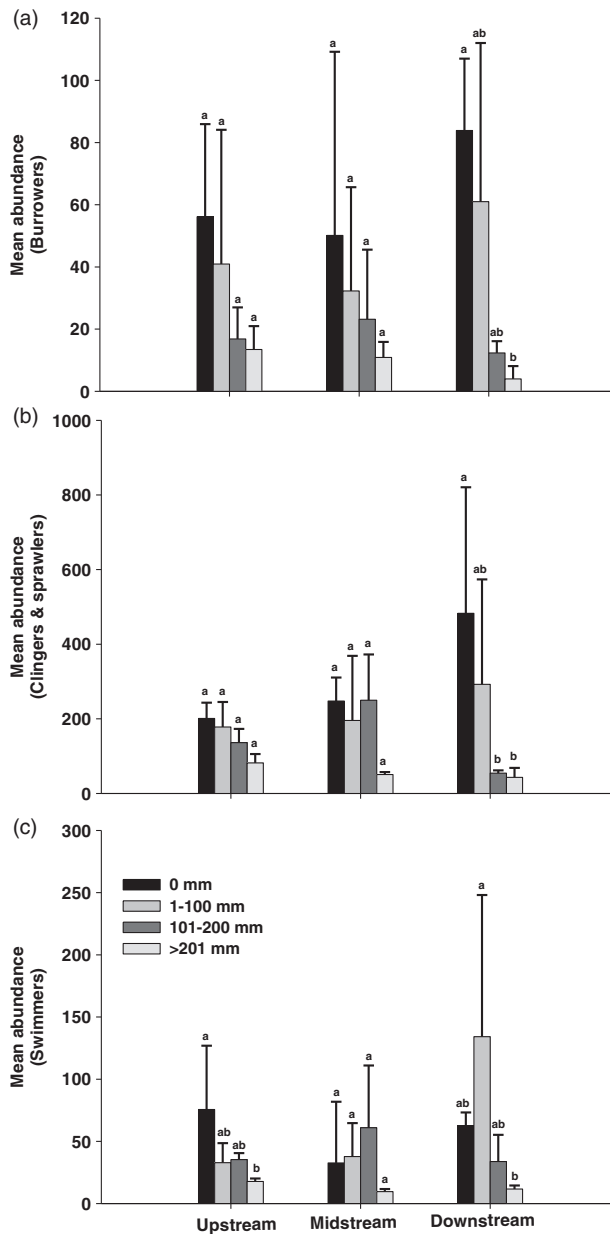 (a)
Mean abundance
(Burrowers)
120
100
80
60
40
20
0
a a a a
a a a a
a ab ab b
(b)
Mean abundance
(Clingers & sprawlers)
1000
800
600
400
200
0
a a a a
a a a a
a ab b b
(c)
Mean abundance
(Swimmers)
300
250
200
150
100
50
0
0 mm
1-100 mm
101-200 mm
>201 mm
a ab ab b
a a a a
ab a ab b
Upstream Midstream Downstream